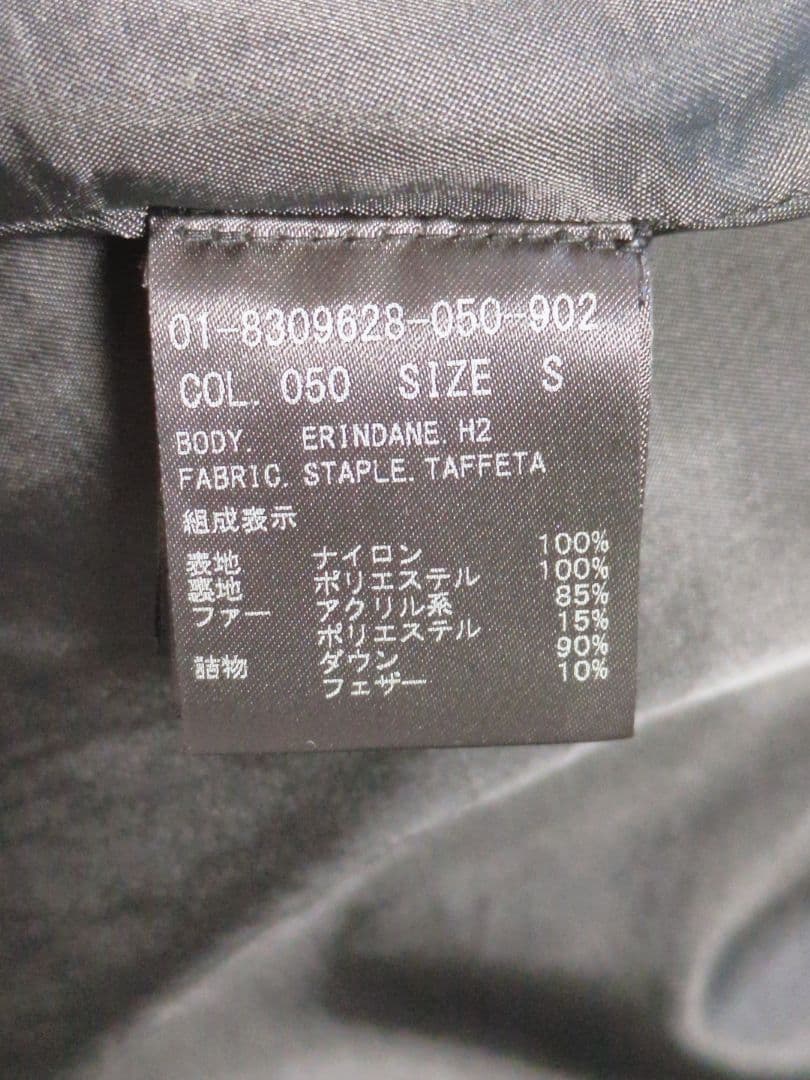 01-8309628-050-902
COL. 050 SIZE S
BODY. ERINDANE.H2
FABRIC. STAPLE.TAFFETA
組成表示
表地 ナイロン 100%
裏地 ポリエステル 100%
ファー アクリル系 85%
ポリエステル 15%
詰物 ダウン 90%
フェザー 10%